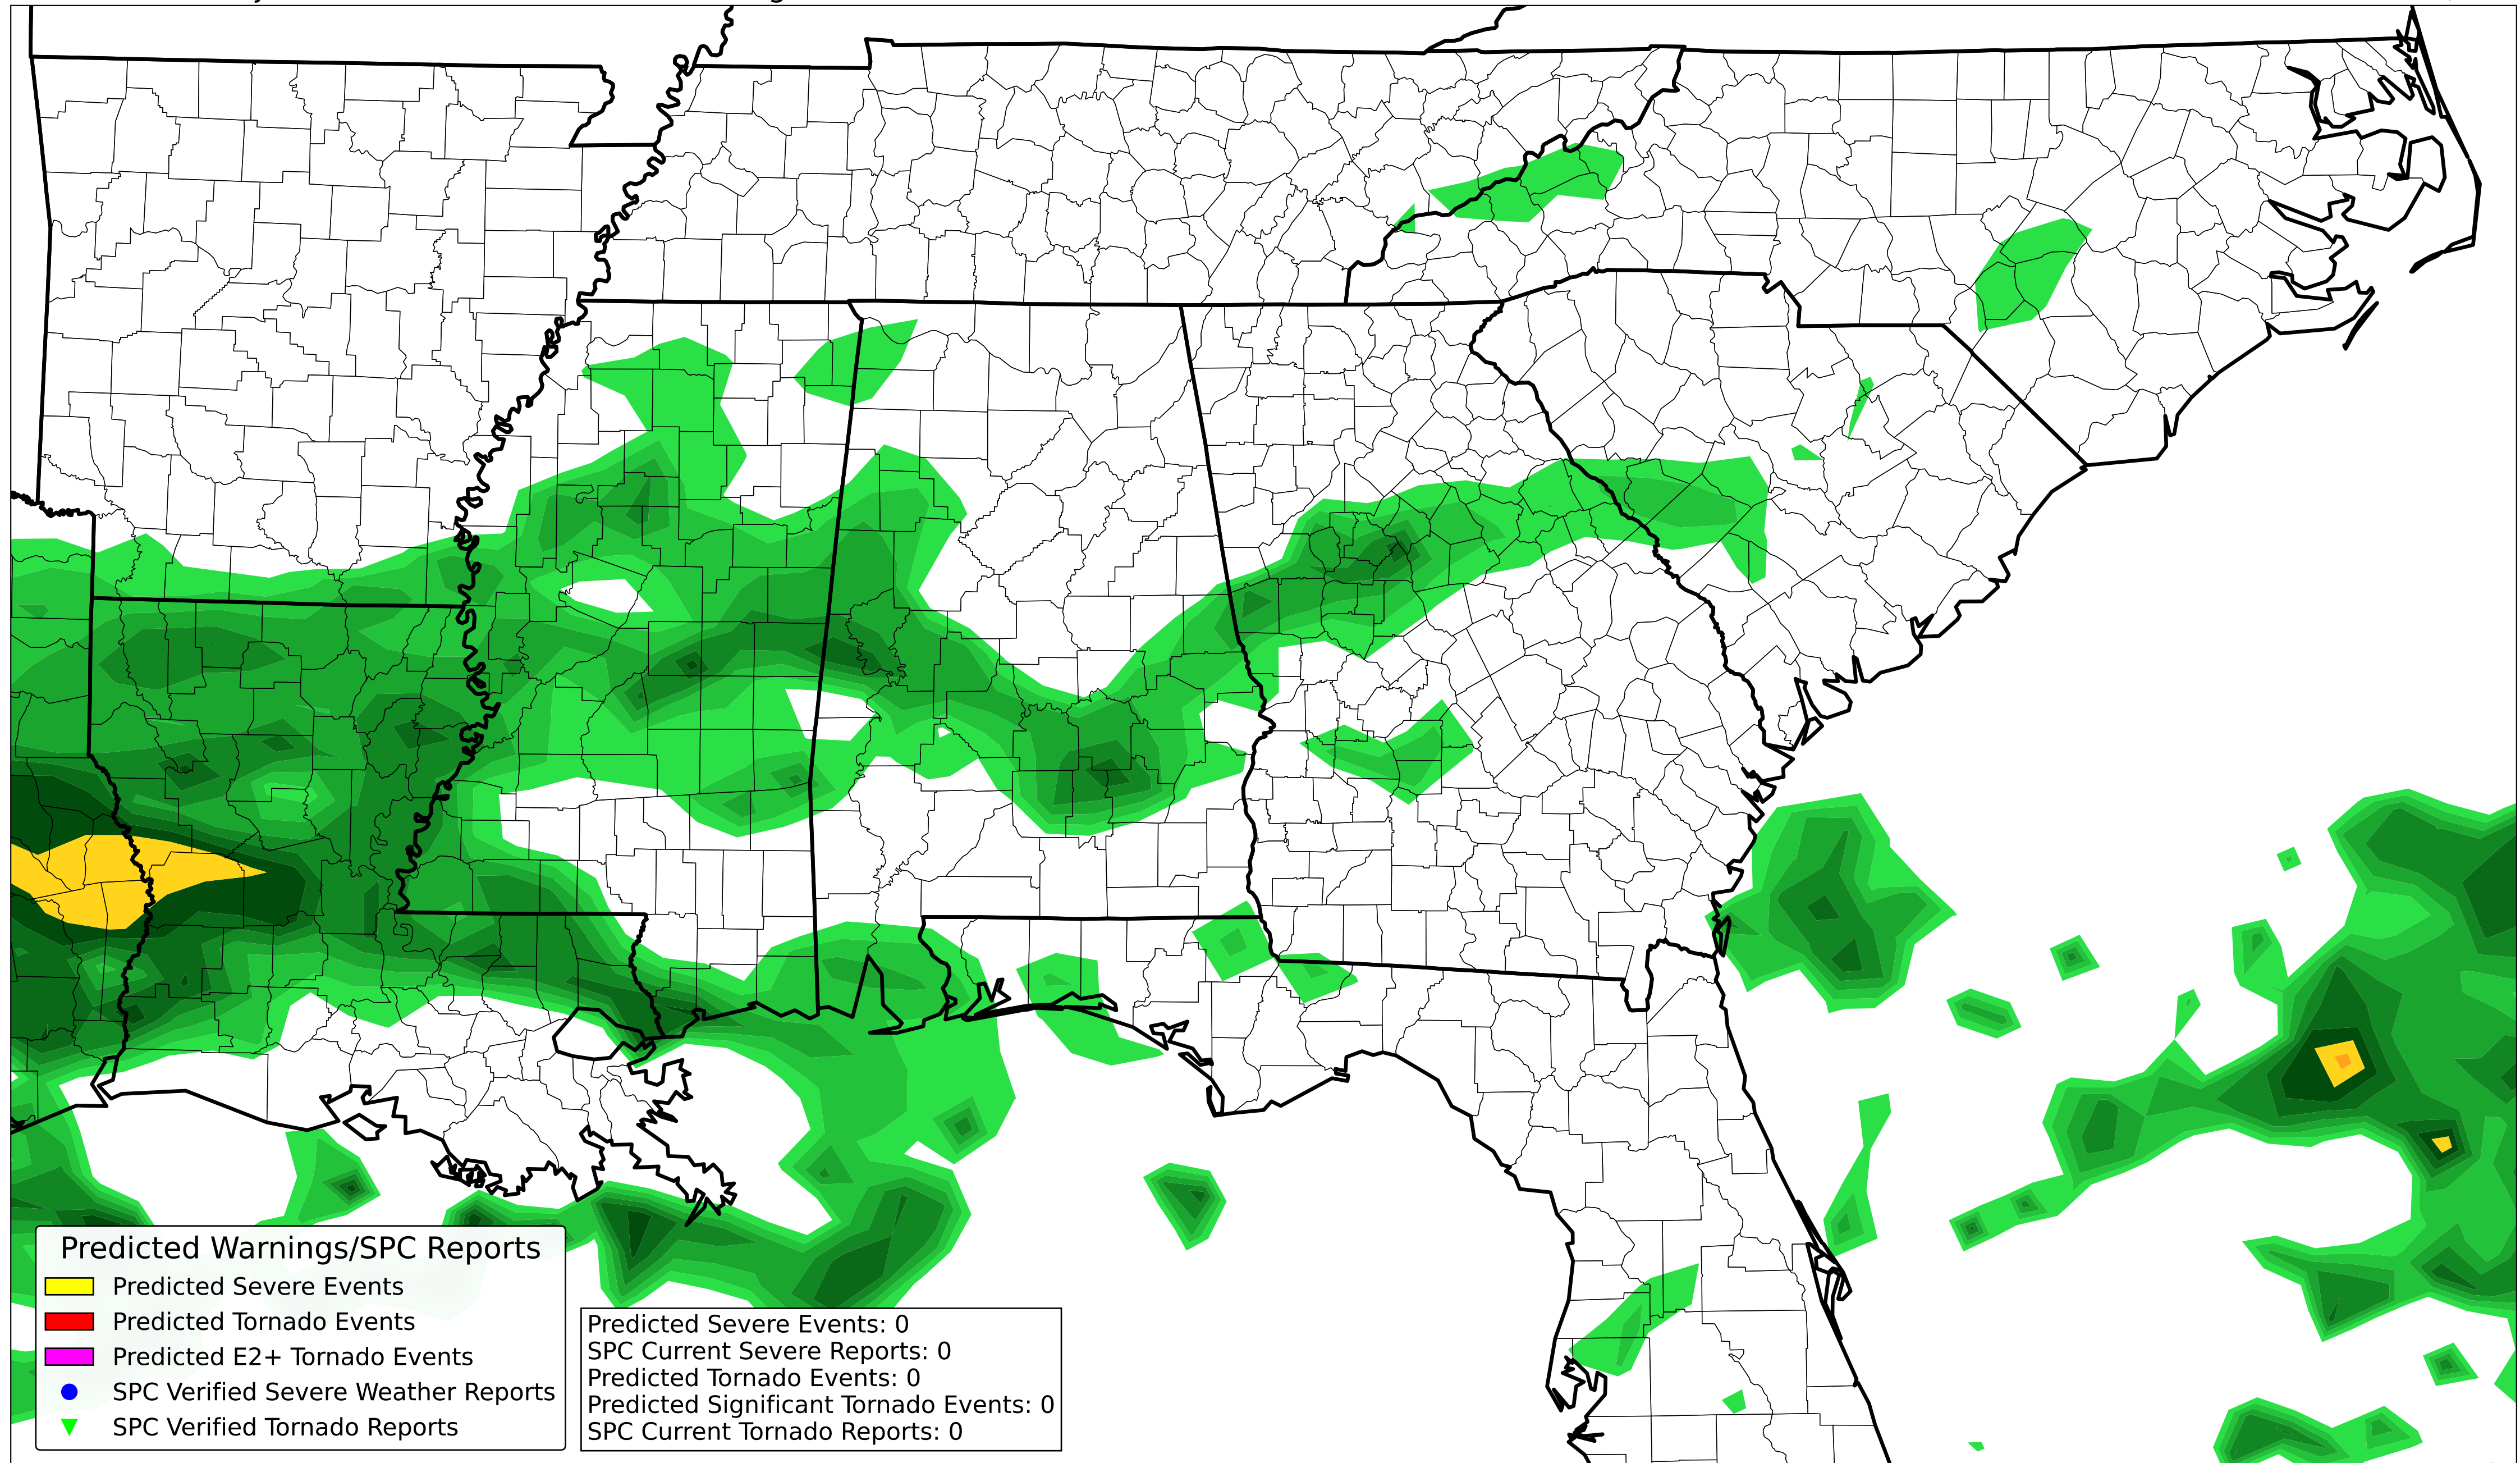 Predicted Warnings/SPC Reports
Predicted Severe Events
Predicted Tornado Events
Predicted E2+ Tornado Events
SPC Verified Severe Weather Reports
SPC Verified Tornado Reports
Predicted Severe Events: 0
SPC Current Severe Reports: 0
Predicted Tornado Events: 0
Predicted Significant Tornado Events: 0
SPC Current Tornado Reports: 0